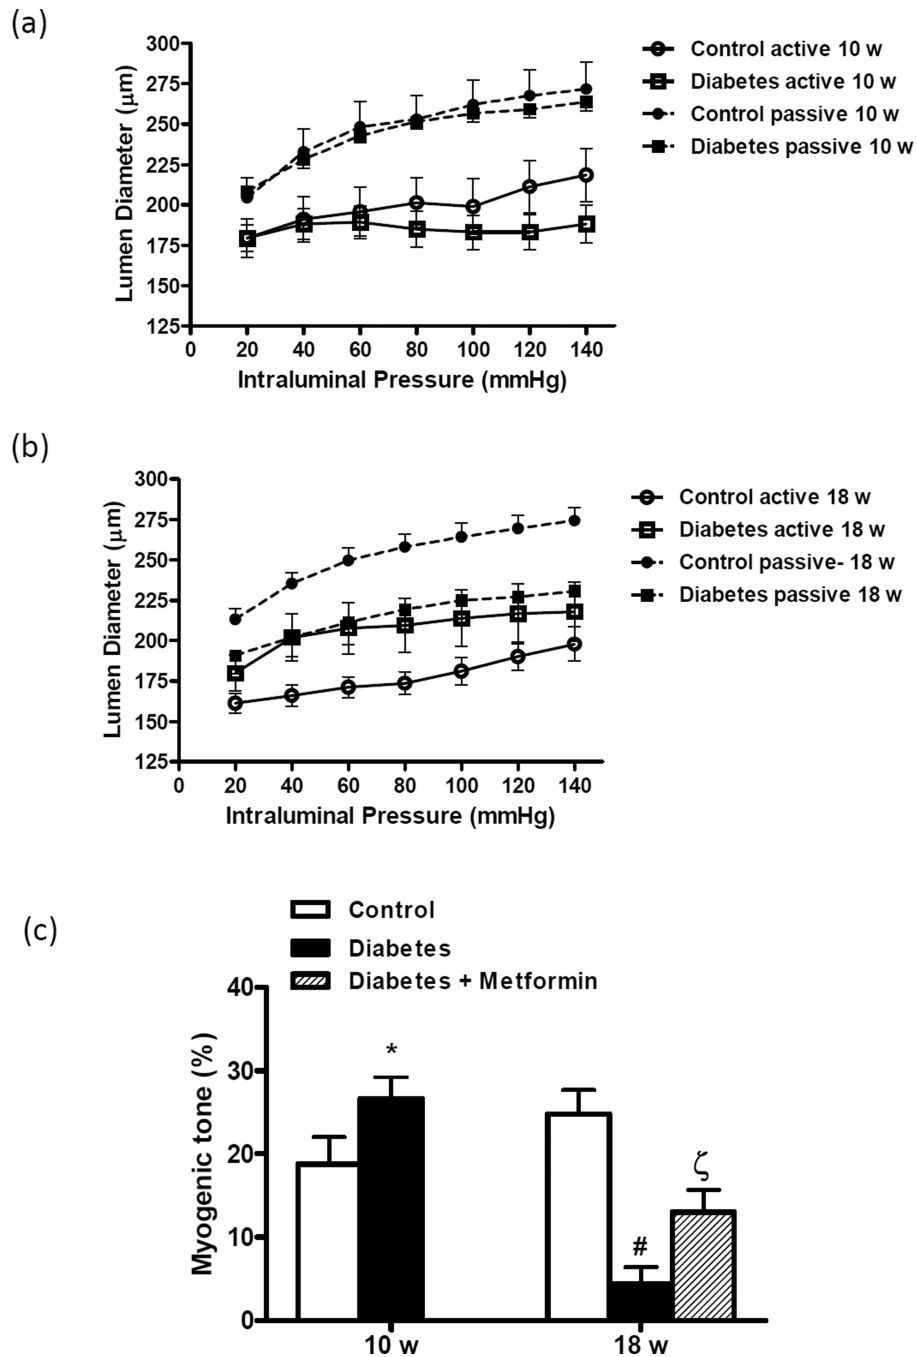 (a)
300
275
250
225
200
175
150
125
0 20 40 60 80 100 120 140
Lumen Diameter (μm)
Intraluminal Pressure (mmHg)
Control active 10 w
Diabetes active 10 w
Control passive 10 w
Diabetes passive 10 w
(b)
300
275
250
225
200
175
150
125
0 20 40 60 80 100 120 140
Lumen Diameter (μm)
Intraluminal Pressure (mmHg)
Control active 18 w
Diabetes active 18 w
Control passive- 18 w
Diabetes passive 18 w
(c)
Control
Diabetes
Diabetes + Metformin
40
30
20
10
0
Myogenic tone (%)
*
#
ζ
10 w 18 w